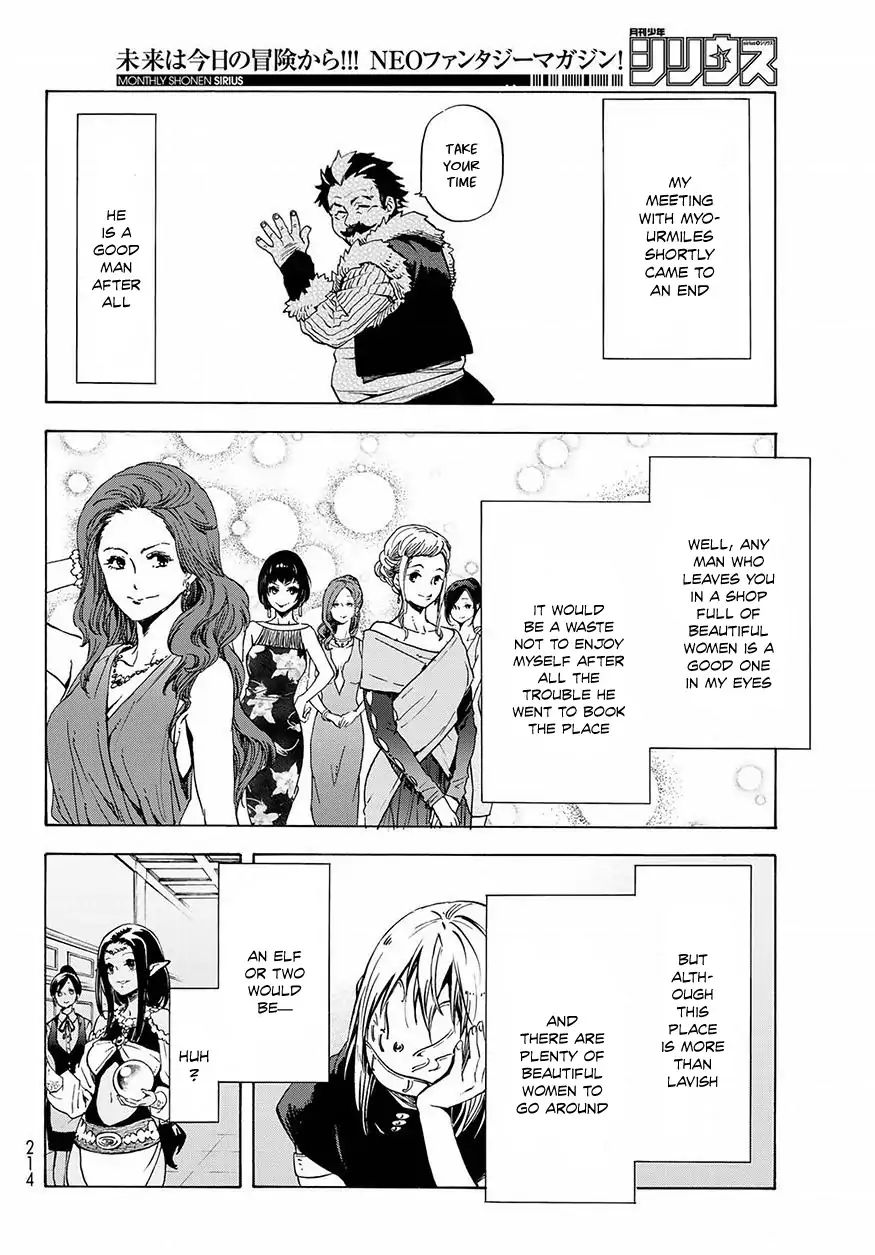 月刊少年
シリウス
未来は今日の冒険から!!! NEOファンタジーマガジン!
MONTHLY SHONEN SIRIUS
MY
MEETING
WITH MYO-
URMILES
SHORTLY
CAME TO
AN END
TAKE
YOUR
TIME
HE
IS A
GOOD
MAN
AFTER
ALL
WELL, ANY
MAN WHO
LEAVES YOU
IN A SHOP
FULL OF
BEAUTIFUL
WOMEN IS A
GOOD ONE
IN MY EYES
IT WOULD
BE A WASTE
NOT TO ENJOY
MYSELF AFTER
ALL THE
TROUBLE HE
WENT TO BOOK
THE PLACE
BUT
ALTH-
OUGH
THIS
PLACE
IS MORE
THAN
LAVISH
AND
THERE ARE
PLENTY OF
BEAUTIFUL
WOMEN TO
GO AROUND
AN ELF
OR TWO
WOULD
BE—
HUH
?
214